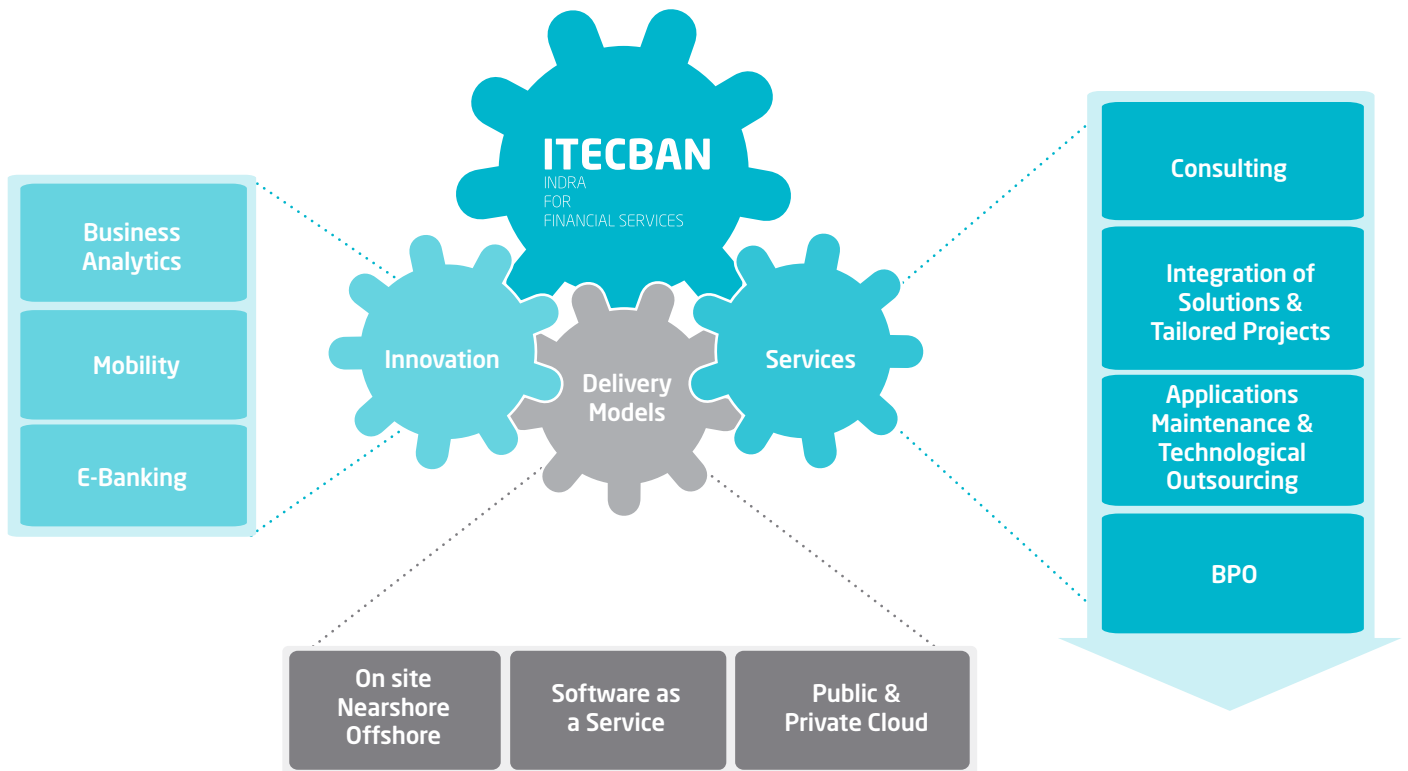 ITECBAN
INDRA
FOR
FINANCIAL SERVICES
Business
Analytics
Mobility
E-Banking
Innovation
Delivery
Models
Services
Consulting
Integration of
Solutions &
Tailored Projects
Applications
Maintenance &
Technological
Outsourcing
BPO
On site
Nearshore
Offshore
Software as
a Service
Public &
Private Cloud